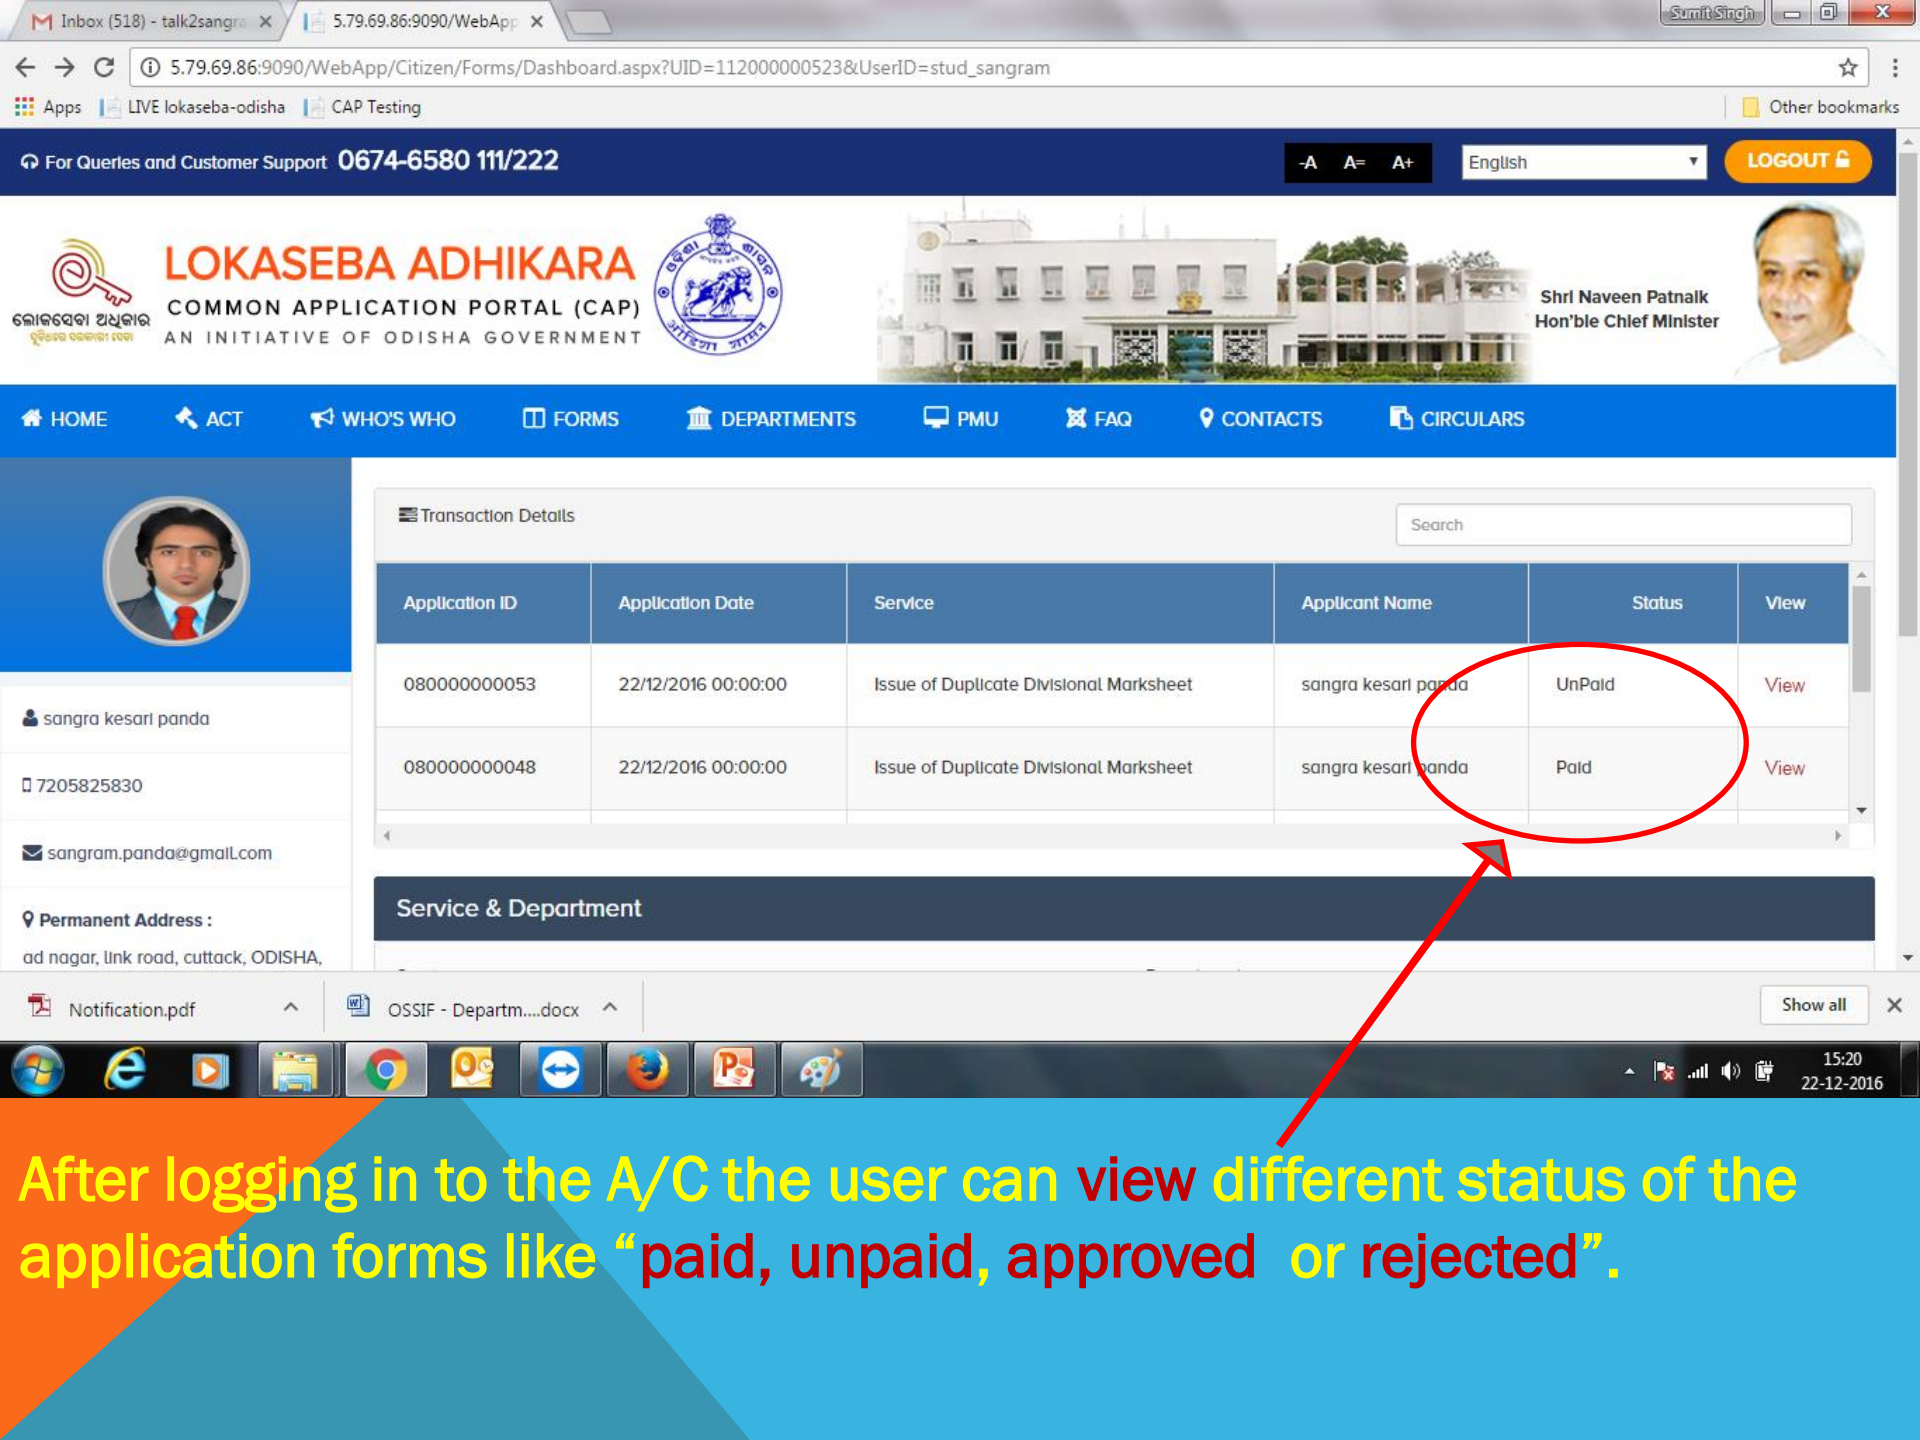 Inbox (518) - talk2sangra
5.79.69.86:9090/WebApp
Sumit Singh
5.79.69.86:9090/WebApp/Citizen/Forms/Dashboard.aspx?UID=112000000523&UserID=stud_sangram
Apps LIVE lokaseba-odisha CAP Testing Other bookmarks
For Queries and Customer Support 0674-6580 111/222
-A A= A+ English LOGOUT
ଲୋକସେବା ଅଧିକାର
LOKASEBA ADHIKARA
COMMON APPLICATION PORTAL (CAP)
AN INITIATIVE OF ODISHA GOVERNMENT
Shri Naveen Patnaik
Hon'ble Chief Minister
HOME ACT WHO'S WHO FORMS DEPARTMENTS PMU FAQ CONTACTS CIRCULARS
Transaction Details Search
Application ID Application Date Service Applicant Name Status View
080000000053 22/12/2016 00:00:00 Issue of Duplicate Divisional Marksheet sangra kesari panda UnPaid View
080000000048 22/12/2016 00:00:00 Issue of Duplicate Divisional Marksheet sangra kesari panda Paid View
sangra kesari panda
7205825830
sangram.panda@gmail.com
Permanent Address :
ad nagar, link road, cuttack, ODISHA,
Service & Department
Notification.pdf OSSIF - Departm....docx Show all
15:20
22-12-2016
After logging in to the A/C the user can view different status of the
application forms like “paid, unpaid, approved or rejected”.